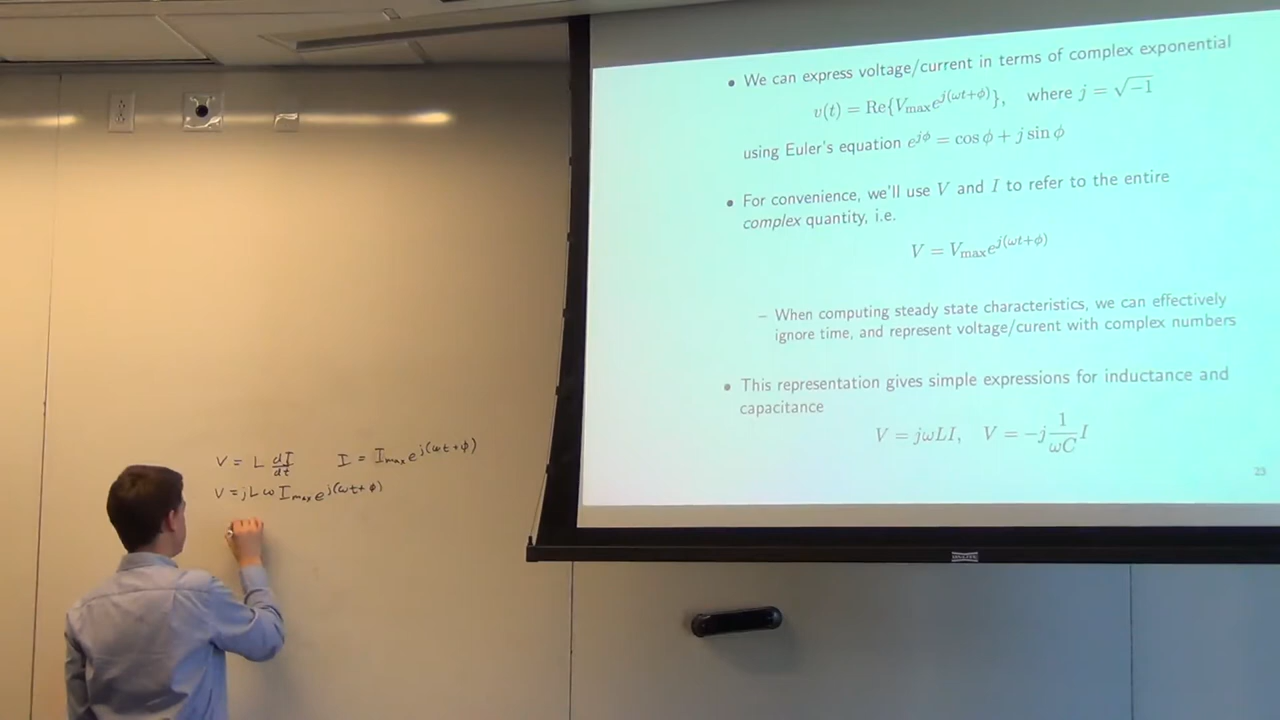 • We can express voltage/current in terms of complex exponential
v(t) = Re{V_max e^{j(ωt+ϕ)}}, where j = √−1
using Euler's equation e^{jϕ} = cos ϕ + j sin ϕ
• For convenience, we'll use V and I to refer to the entire
complex quantity, i.e.
V = V_max e^{j(ωt+ϕ)}
– When computing steady state characteristics, we can effectively
ignore time, and represent voltage/curent with complex numbers
• This representation gives simple expressions for inductance and
capacitance
V = jωLI, V = −j 1/ωC I
23
V = L dI/dt I = I_max e^{j(ωt+ϕ)}
V = jLω I_max e^{j(ωt+ϕ)}